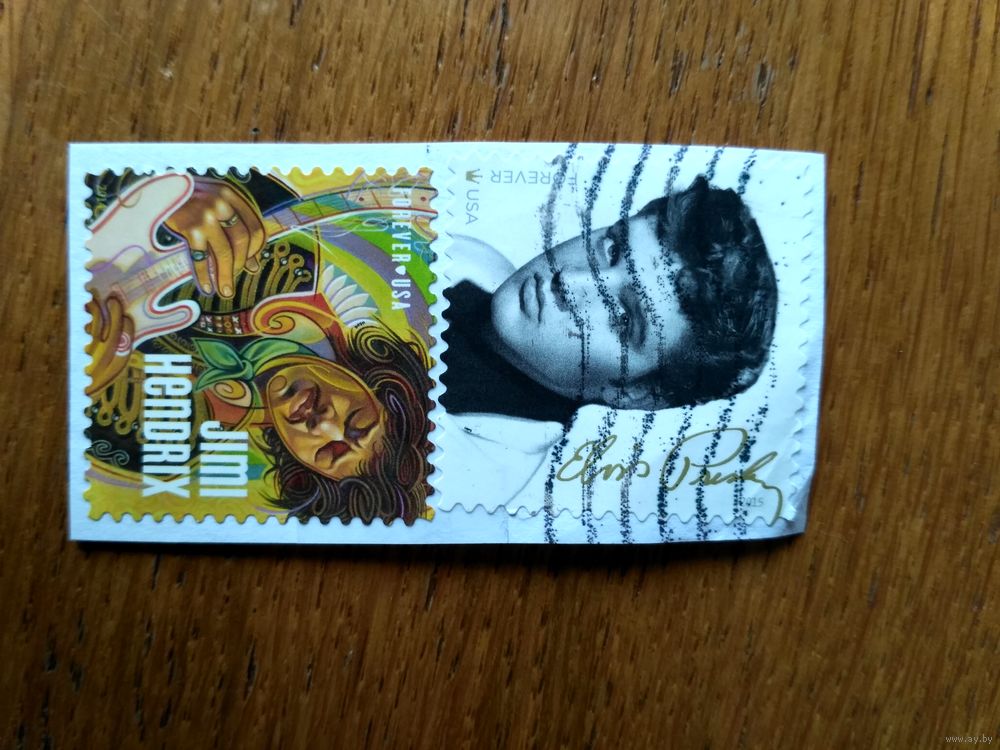 FOREVER♥USA
JIMI
HENDRIX
FOREVER
USA
Elvis Presley
2015
www.ay.by